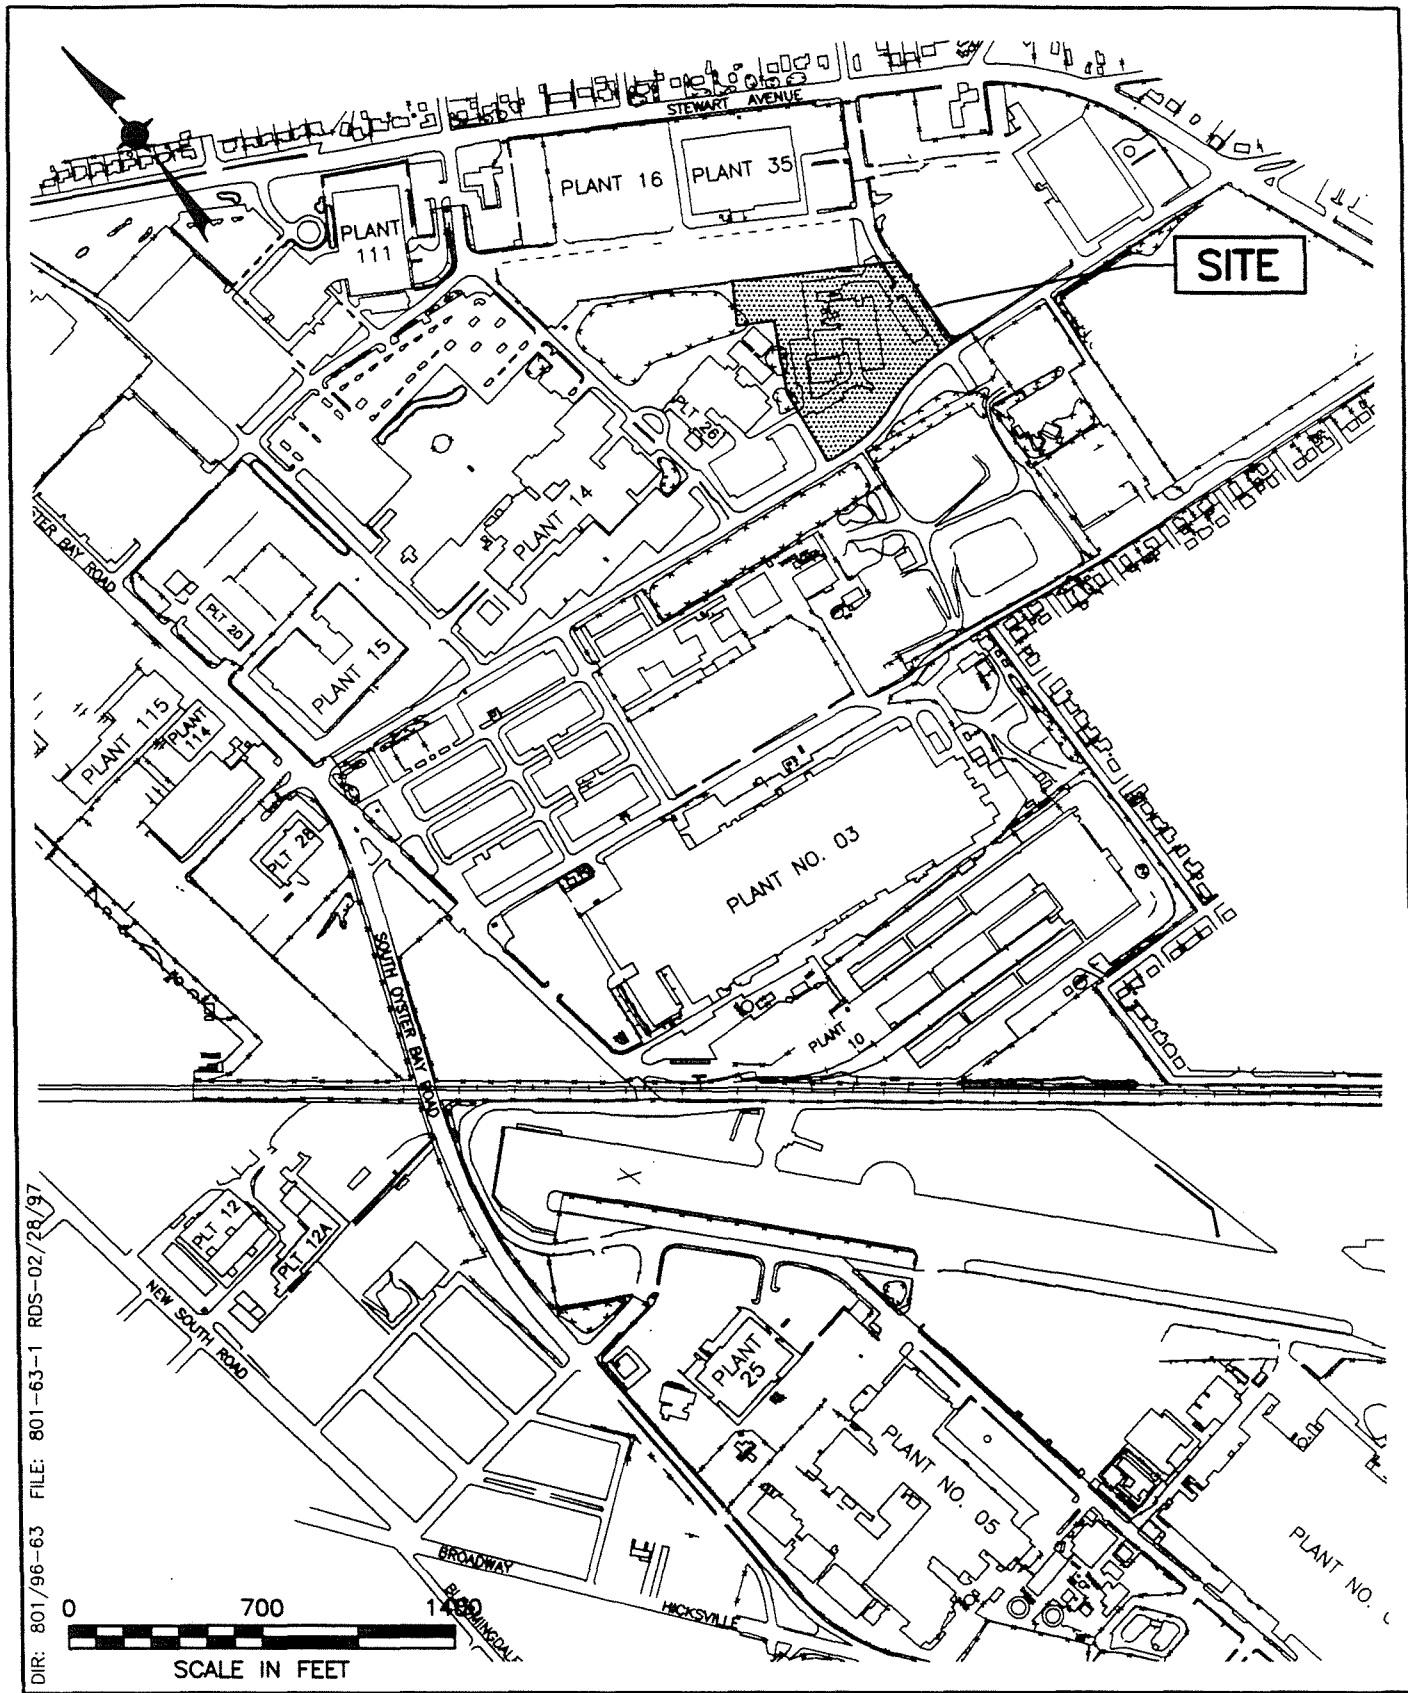 STEWART AVENUE
PLANT 16
PLANT 35
PLANT
111
SITE
PLT 26
PLANT 14
OYSTER BAY ROAD
PLT 20
PLANT 15
PLANT 115
PLANT
114
PLT 28
PLANT NO. 03
SOUTH OYSTER BAY ROAD
PLANT
10
PLT 12
PLT 12A
NEW SOUTH ROAD
PLANT
25
PLANT NO. 05
PLANT NO.
BROADWAY
HICKSVILLE
0 700 1400
SCALE IN FEET
DIR: 801/96-63 FILE: 801-63-1 RDS-02/28/97